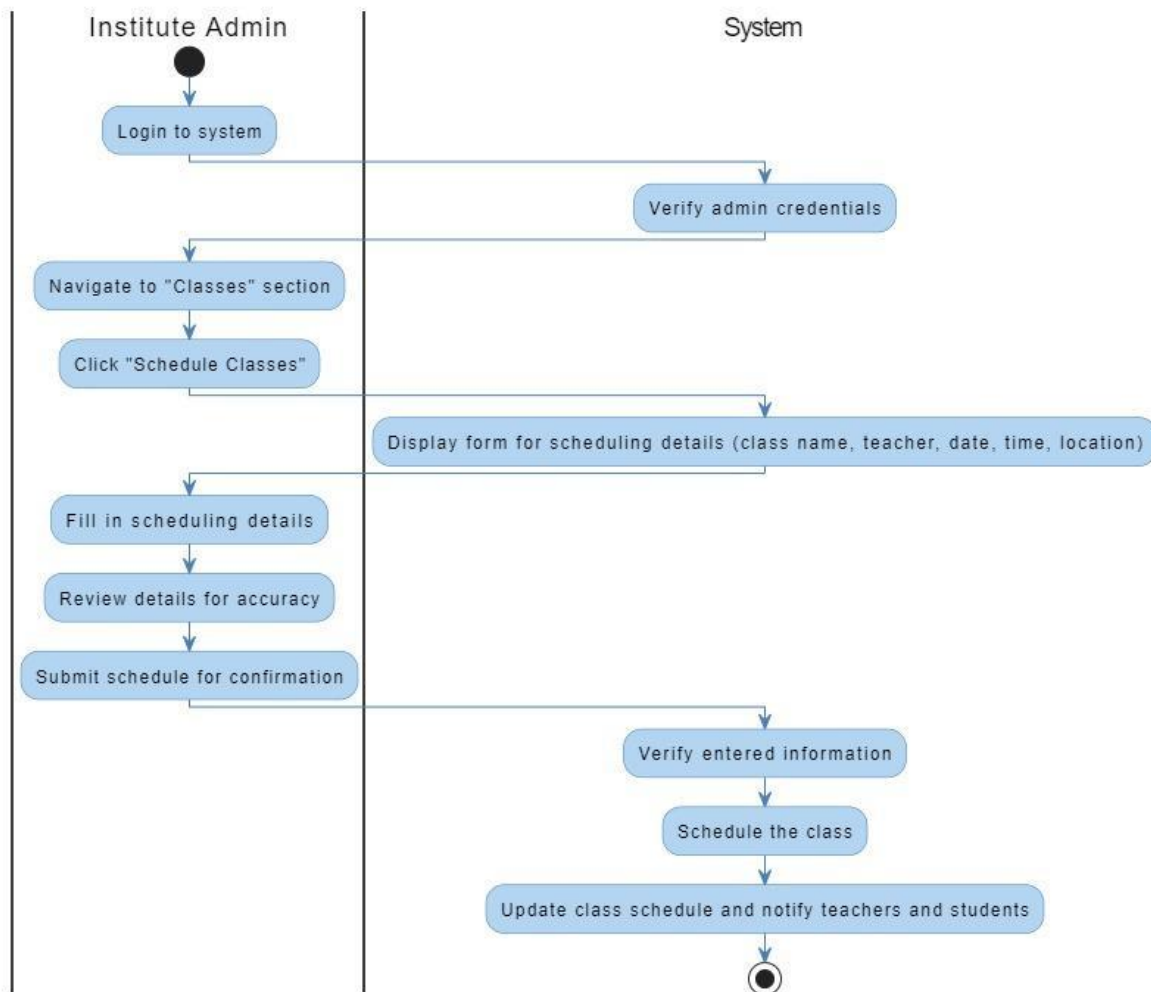 Institute Admin
System
Login to system
Verify admin credentials
Navigate to "Classes" section
Click "Schedule Classes"
Display form for scheduling details (class name, teacher, date, time, location)
Fill in scheduling details
Review details for accuracy
Submit schedule for confirmation
Verify entered information
Schedule the class
Update class schedule and notify teachers and students